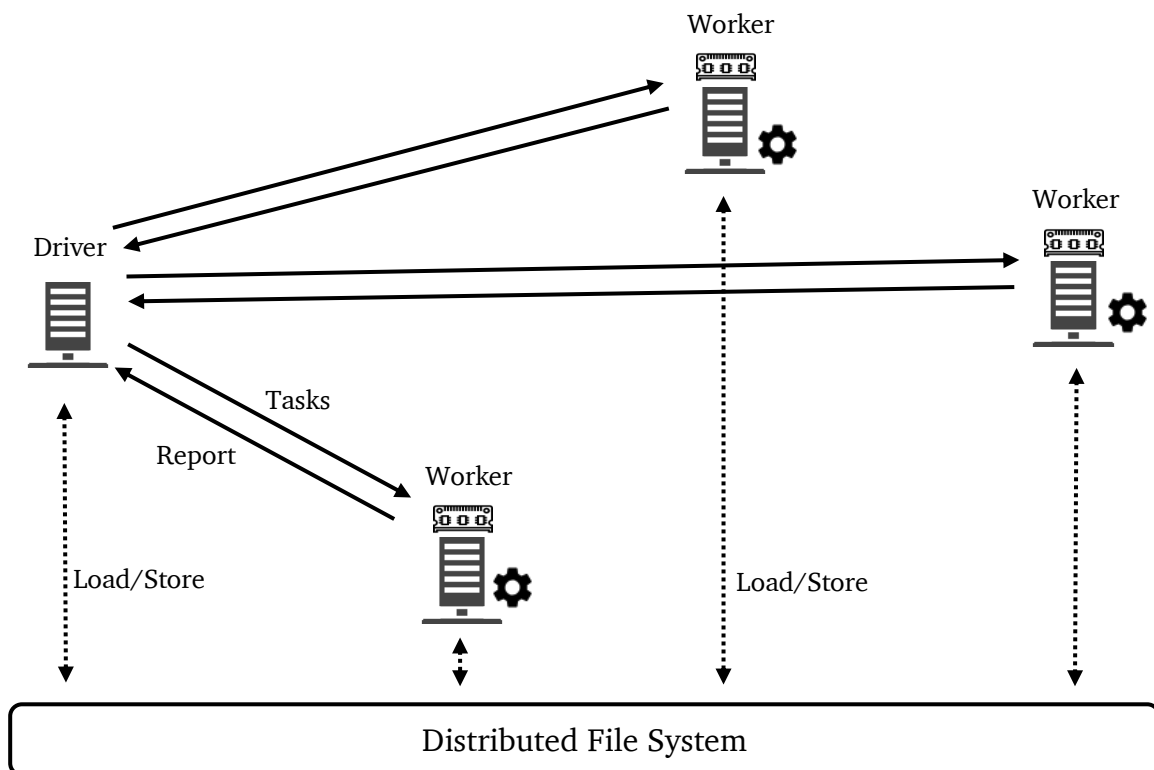 Worker
Worker
Driver
Tasks
Report
Worker
Load/Store
Load/Store
Distributed File System